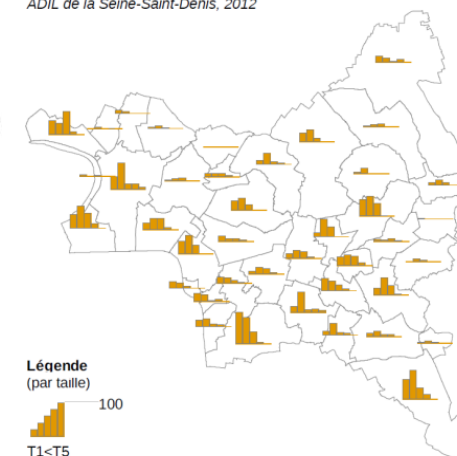 ADIL de la Seine-Saint-Denis, 2012
Légende
(par taille)
100
T1<T5